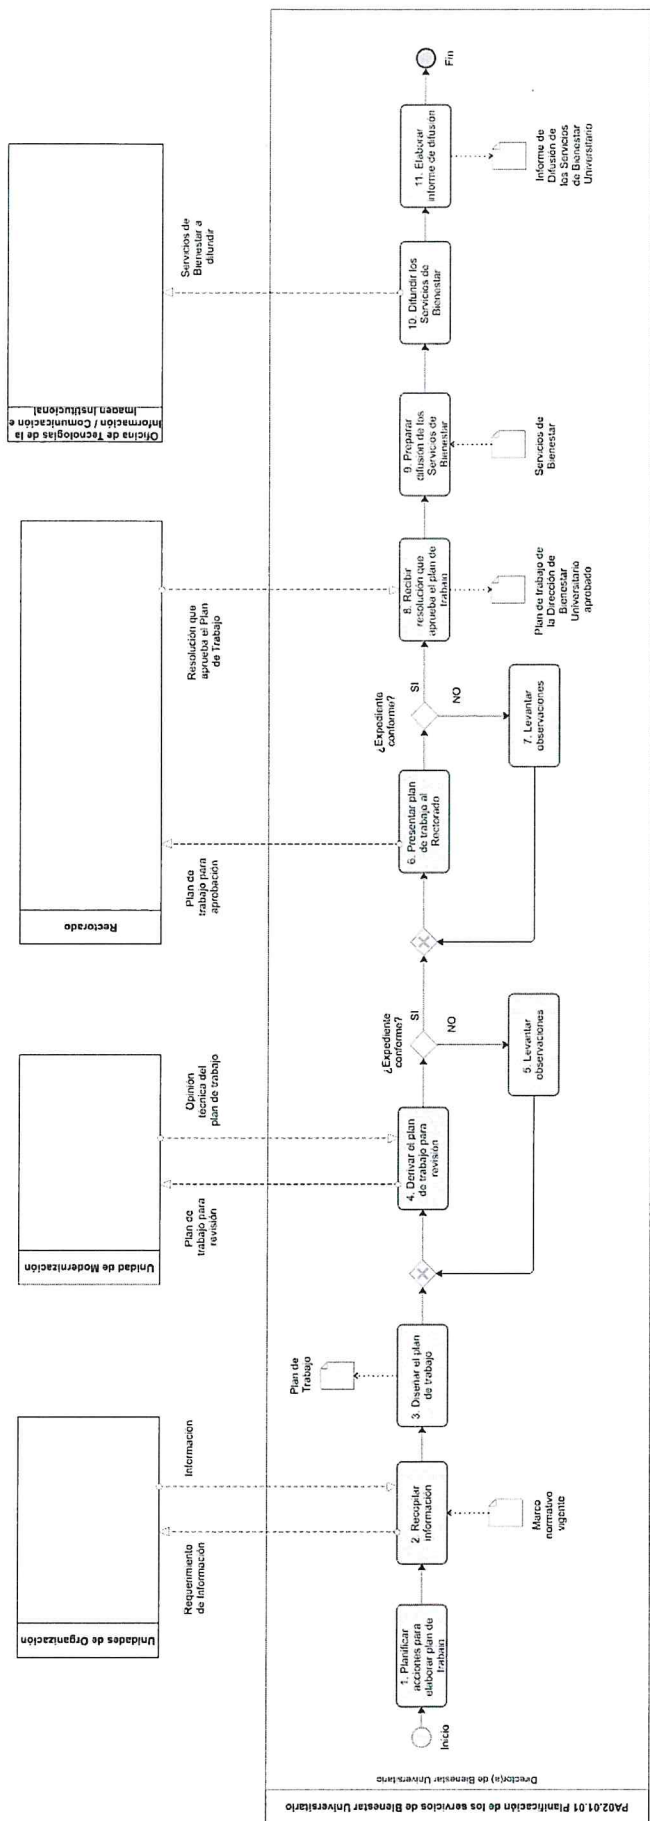 PA02.01.01 Planificación de los servicios de Bienestar Universitario
Director(a) de Bienestar Universitario
Inicio
1. Planificar
acciones para
elaborar plan de
trabajo
Unidades de Organización
Requerimiento
de Información
Información
2. Recopilar
información
Marco
normativo
vigente
Plan de
Trabajo
3. Diseñar el plan
de trabajo
Unidad de Modernización
Plan de
trabajo para
revisión
Opinión
técnica del
plan de trabajo
4. Derivar el plan
de trabajo para
revisión
¿Expediente
conforme?
SI
NO
5. Levantar
observaciones
Rectorado
Plan de
trabajo para
aprobación
Resolución que
aprueba el Plan
de Trabajo
6. Presentar plan
de trabajo al
Rectorado
¿Expediente
conforme?
SI
NO
7. Levantar
observaciones
8. Recibir
resolución que
aprueba el plan de
trabajo
Plan de trabajo de
la Dirección de
Bienestar
Universitario
aprobado
9. Preparar
difusión de los
Servicios de
Bienestar
Servicios de
Bienestar
Oficina de Tecnologías de la
Información / Comunicación e
Imagen Institucional
Servicios de
Bienestar a
difundir
10. Difundir los
Servicios de
Bienestar
11. Elaborar
informe de difusión
Informe de
Difusión de
los Servicios
de Bienestar
Universitario
Fin